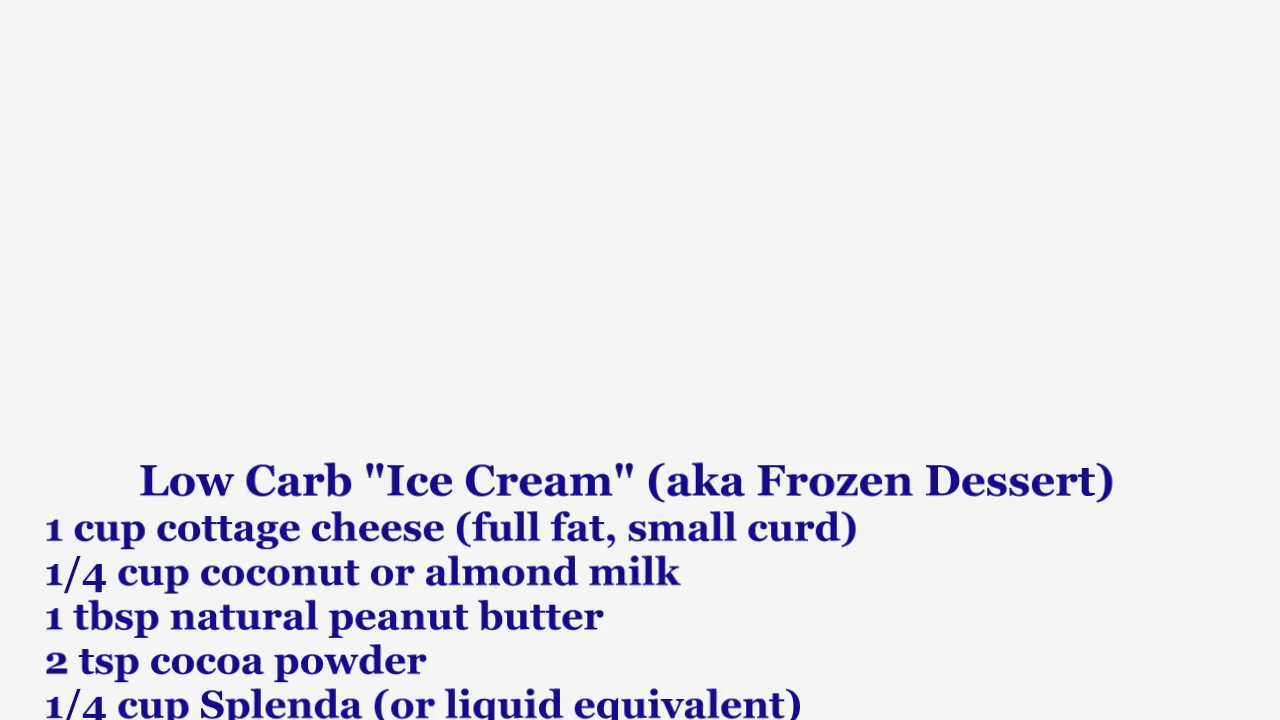 Low Carb "Ice Cream" (aka Frozen Dessert)
1 cup cottage cheese (full fat, small curd)
1/4 cup coconut or almond milk
1 tbsp natural peanut butter
2 tsp cocoa powder
1/4 cup Splenda (or liquid equivalent)